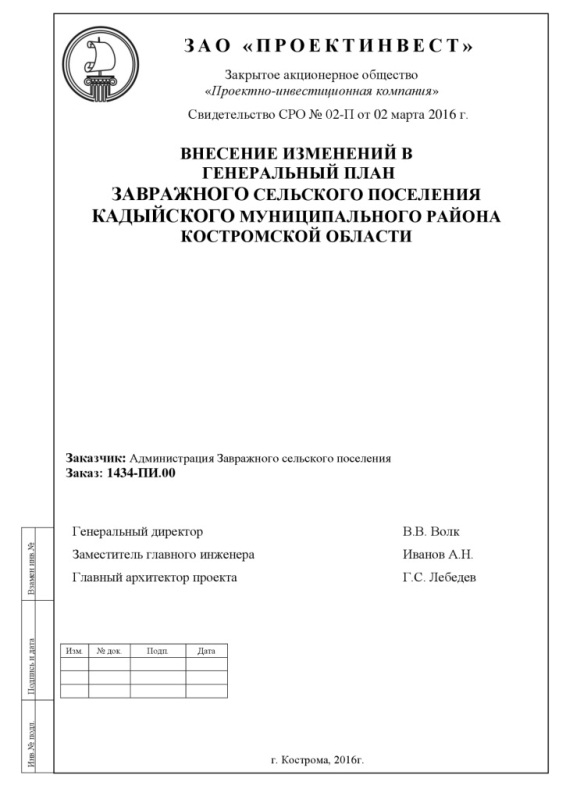 ЗАО «ПРОЕКТИНВЕСТ»
Закрытое акционерное общество
«Проектно-инвестиционная компания»
Свидетельство СРО № 02-П от 02 марта 2016 г.
ВНЕСЕНИЕ ИЗМЕНЕНИЙ В
ГЕНЕРАЛЬНЫЙ ПЛАН
ЗАВРАЖНОГО СЕЛЬСКОГО ПОСЕЛЕНИЯ
КАДЫЙСКОГО МУНИЦИПАЛЬНОГО РАЙОНА
КОСТРОМСКОЙ ОБЛАСТИ
Заказчик: Администрация Завражного сельского поселения
Заказ: 1434-ПИ.00
Генеральный директор В.В. Волк
Заместитель главного инженера Иванов А.Н.
Главный архитектор проекта Г.С. Лебедев
Взамен инв.№
Подпись и дата
Инв.№ подл.
Изм. № док. Подп. Дата
г. Кострома, 2016г.